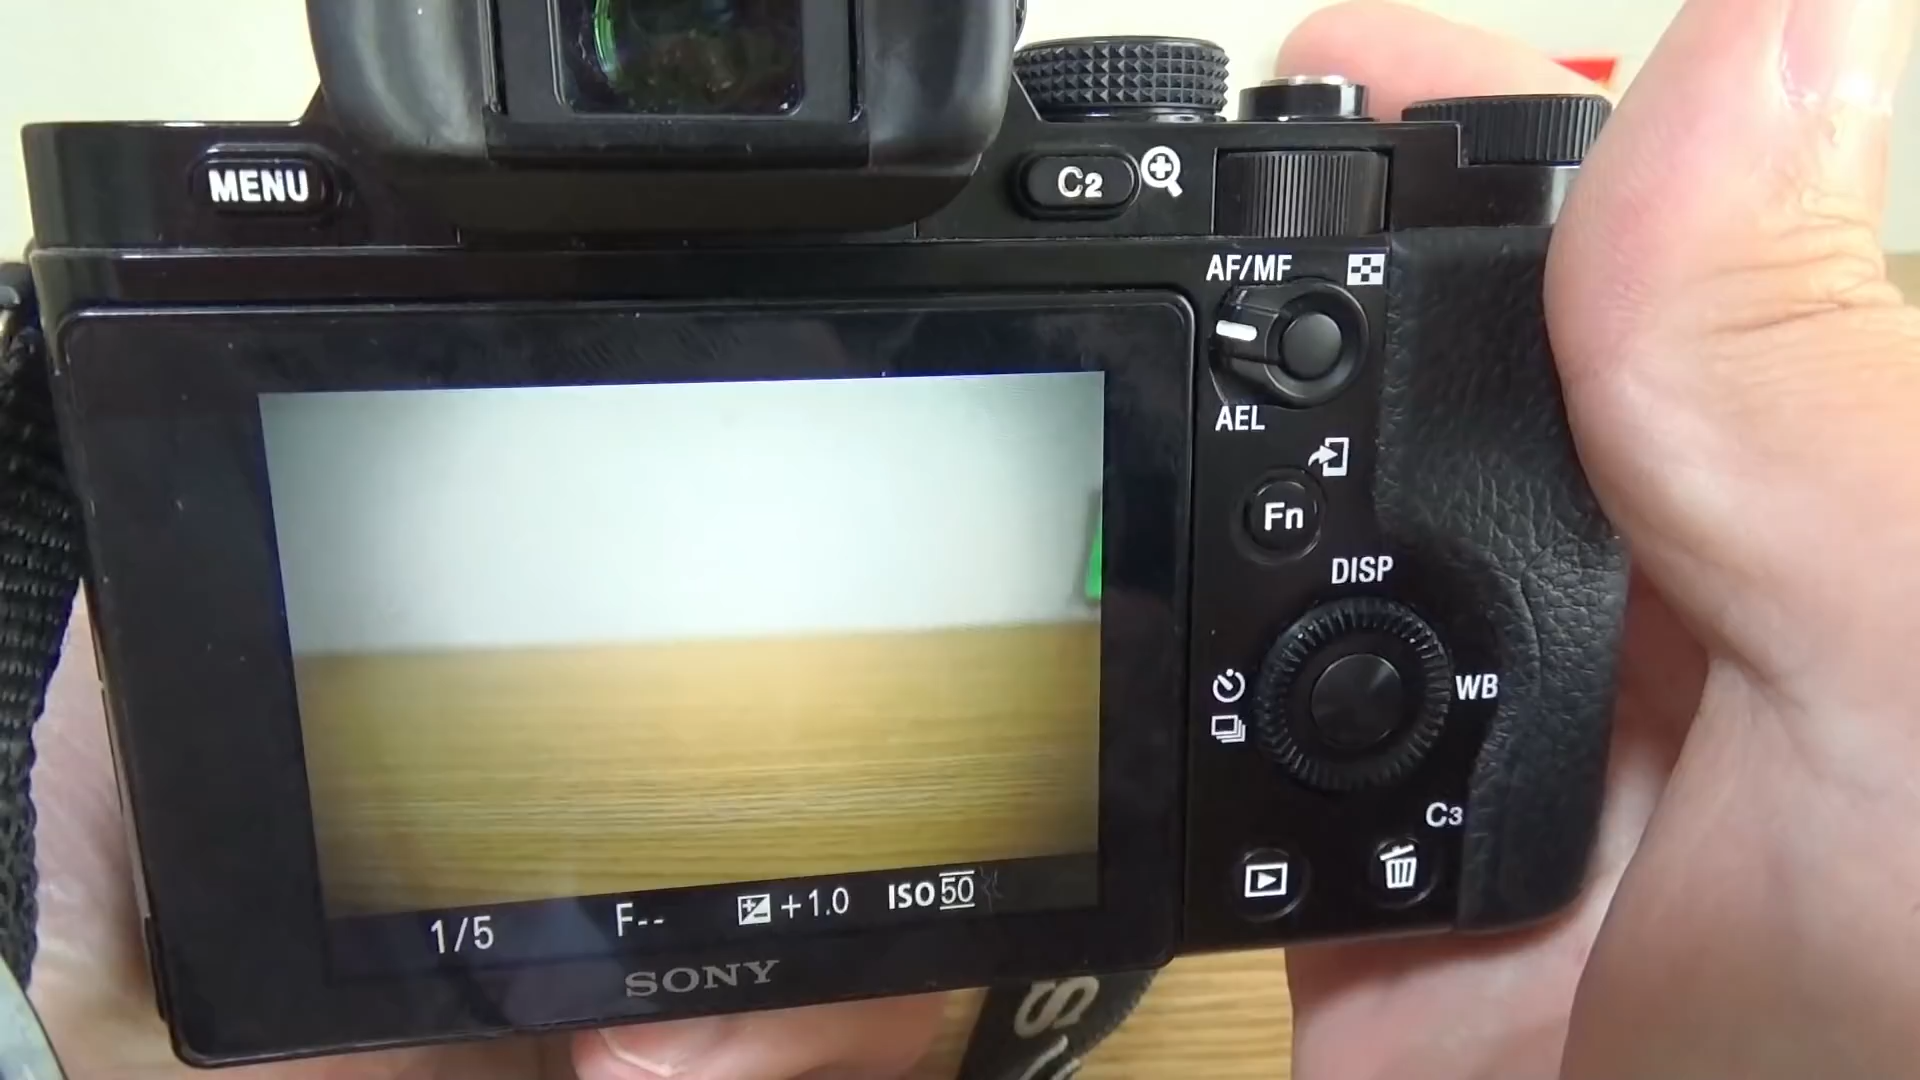 MENU
C2
AF/MF
AEL
Fn
DISP
WB
C3
1/5 F-- +1.0 ISO 50
SONY
S